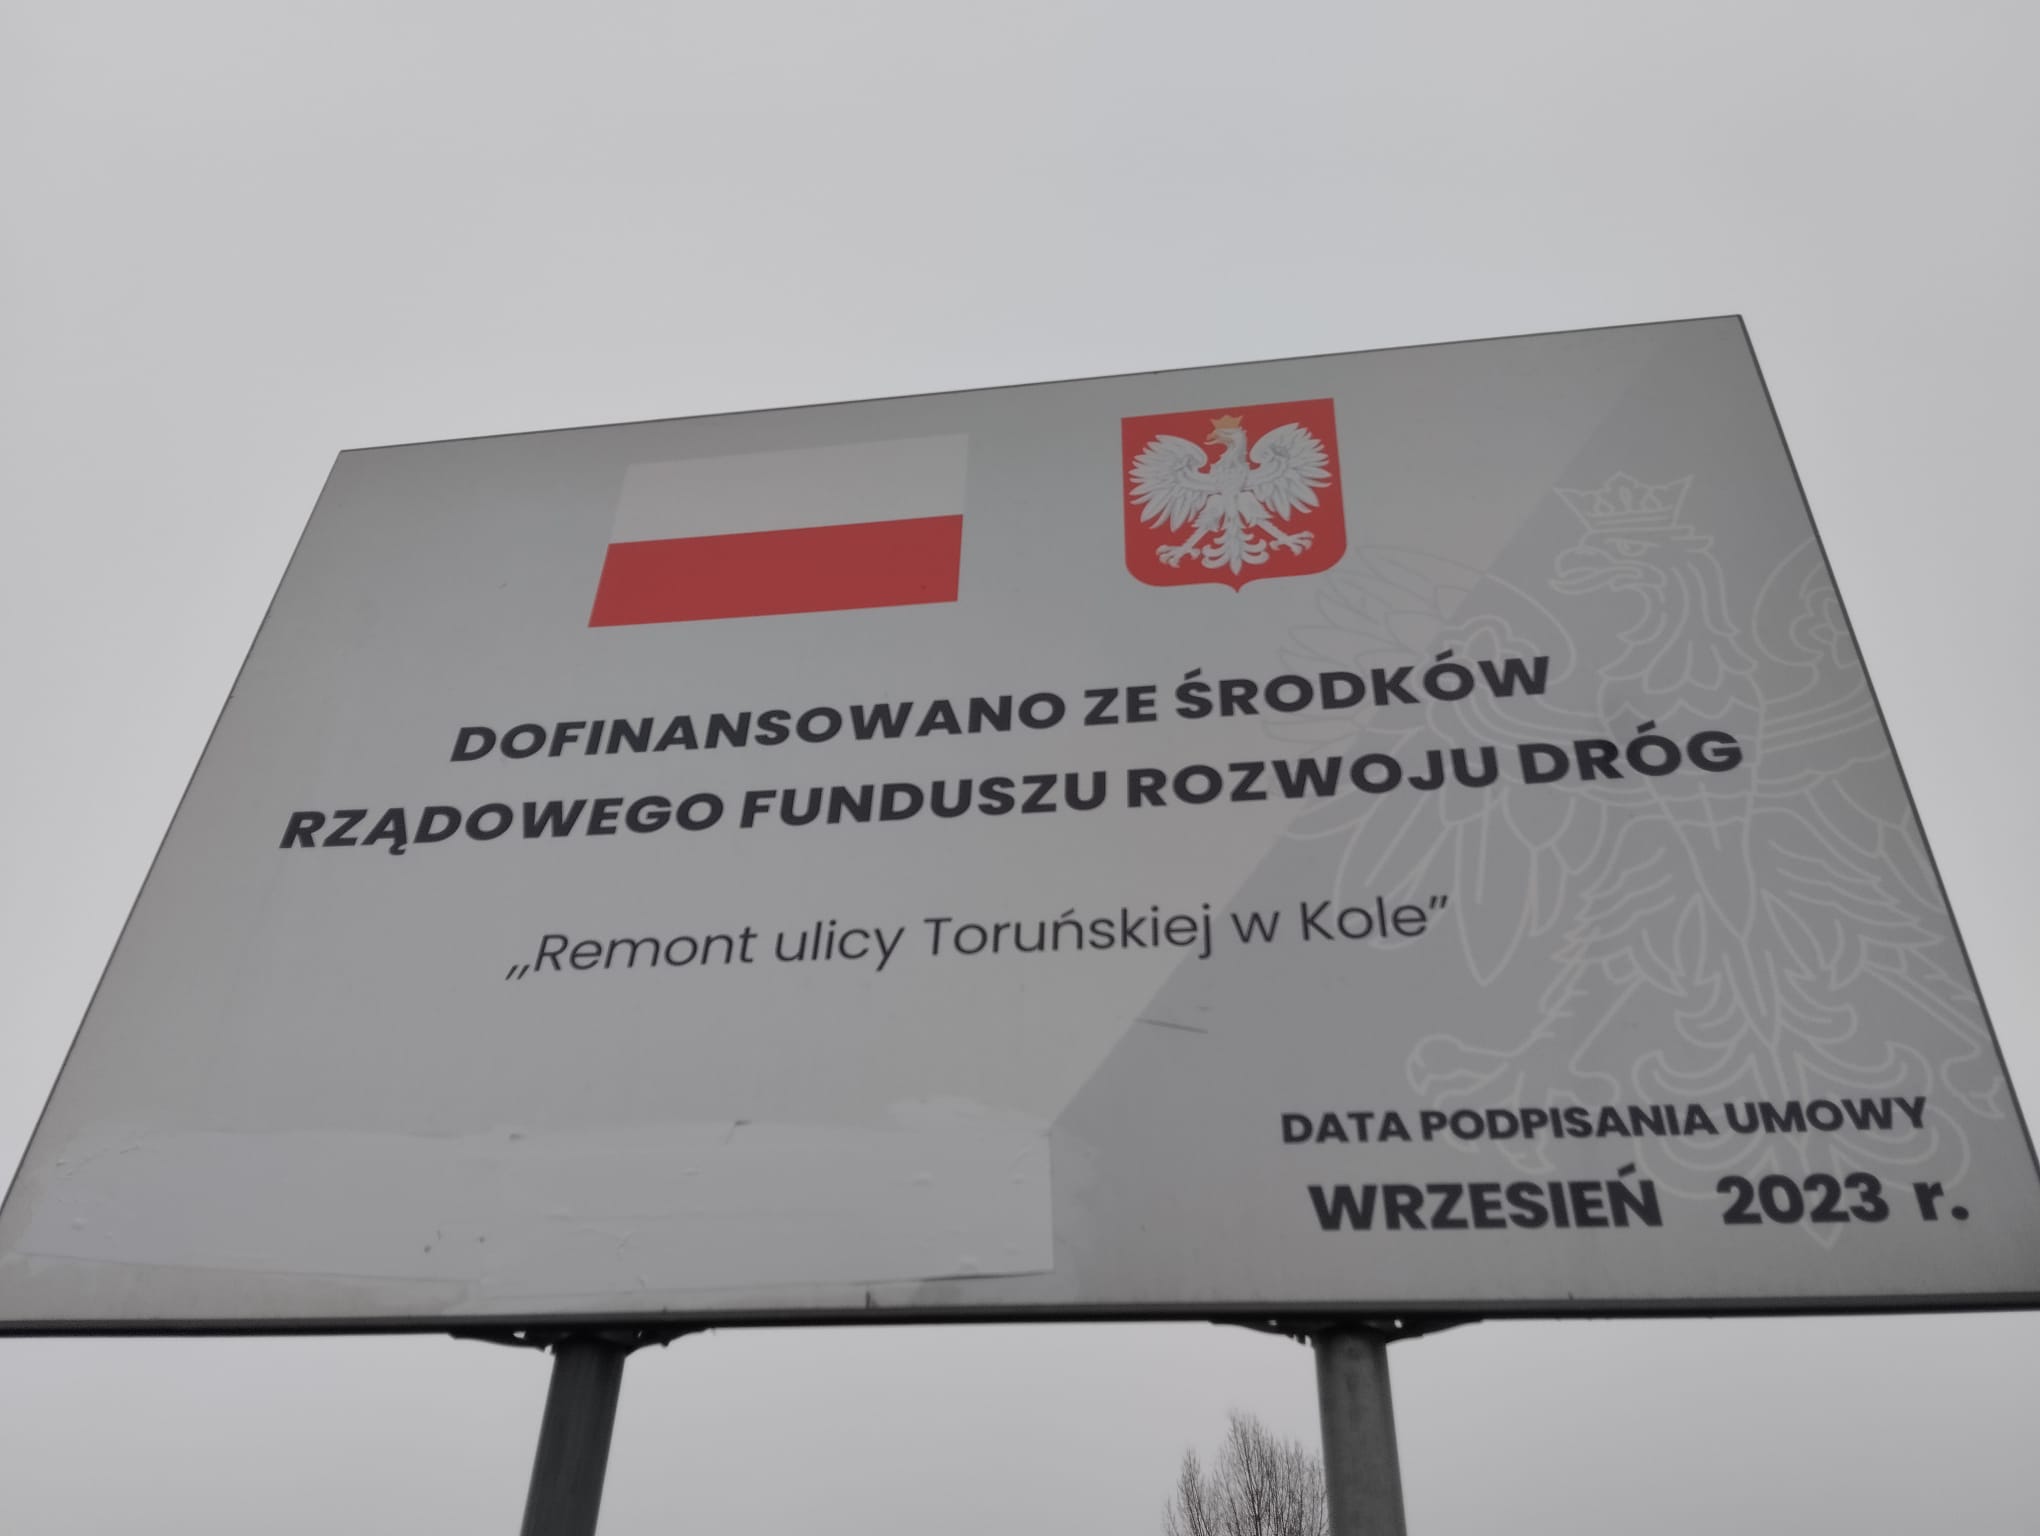 DOFINANSOWANO ZE ŚRODKÓW
RZĄDOWEGO FUNDUSZU ROZWOJU DRÓG
„Remont ulicy Toruńskiej w Kole”
DATA PODPISANIA UMOWY
WRZESIEŃ 2023 r.